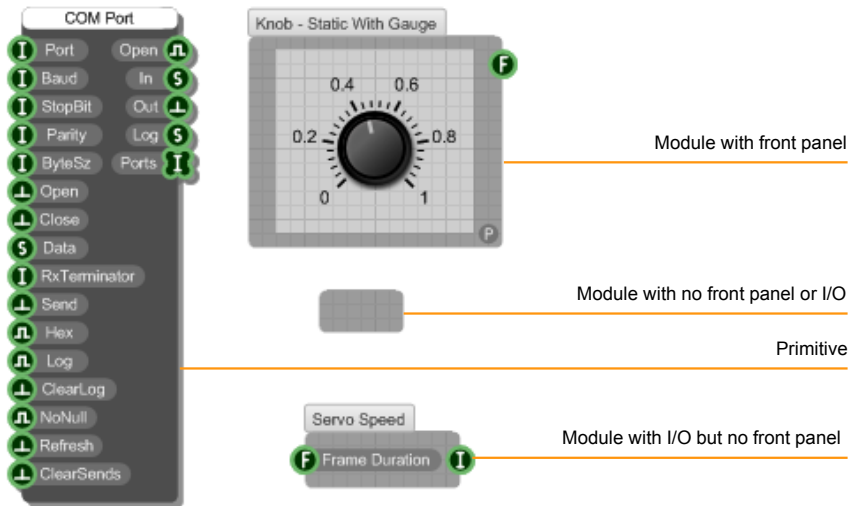 COM Port
I Port Open
I Baud In S
I StopBit Out
I Parity Log S
I ByteSz Ports I
Open
Close
S Data
I RxTerminator
Send
Hex
Log
ClearLog
NoNull
Refresh
ClearSends
Knob - Static With Gauge
F
0.4 0.6
0.2 0.8
0 1
P
Module with front panel
Module with no front panel or I/O
Primitive
Servo Speed
F Frame Duration I
Module with I/O but no front panel